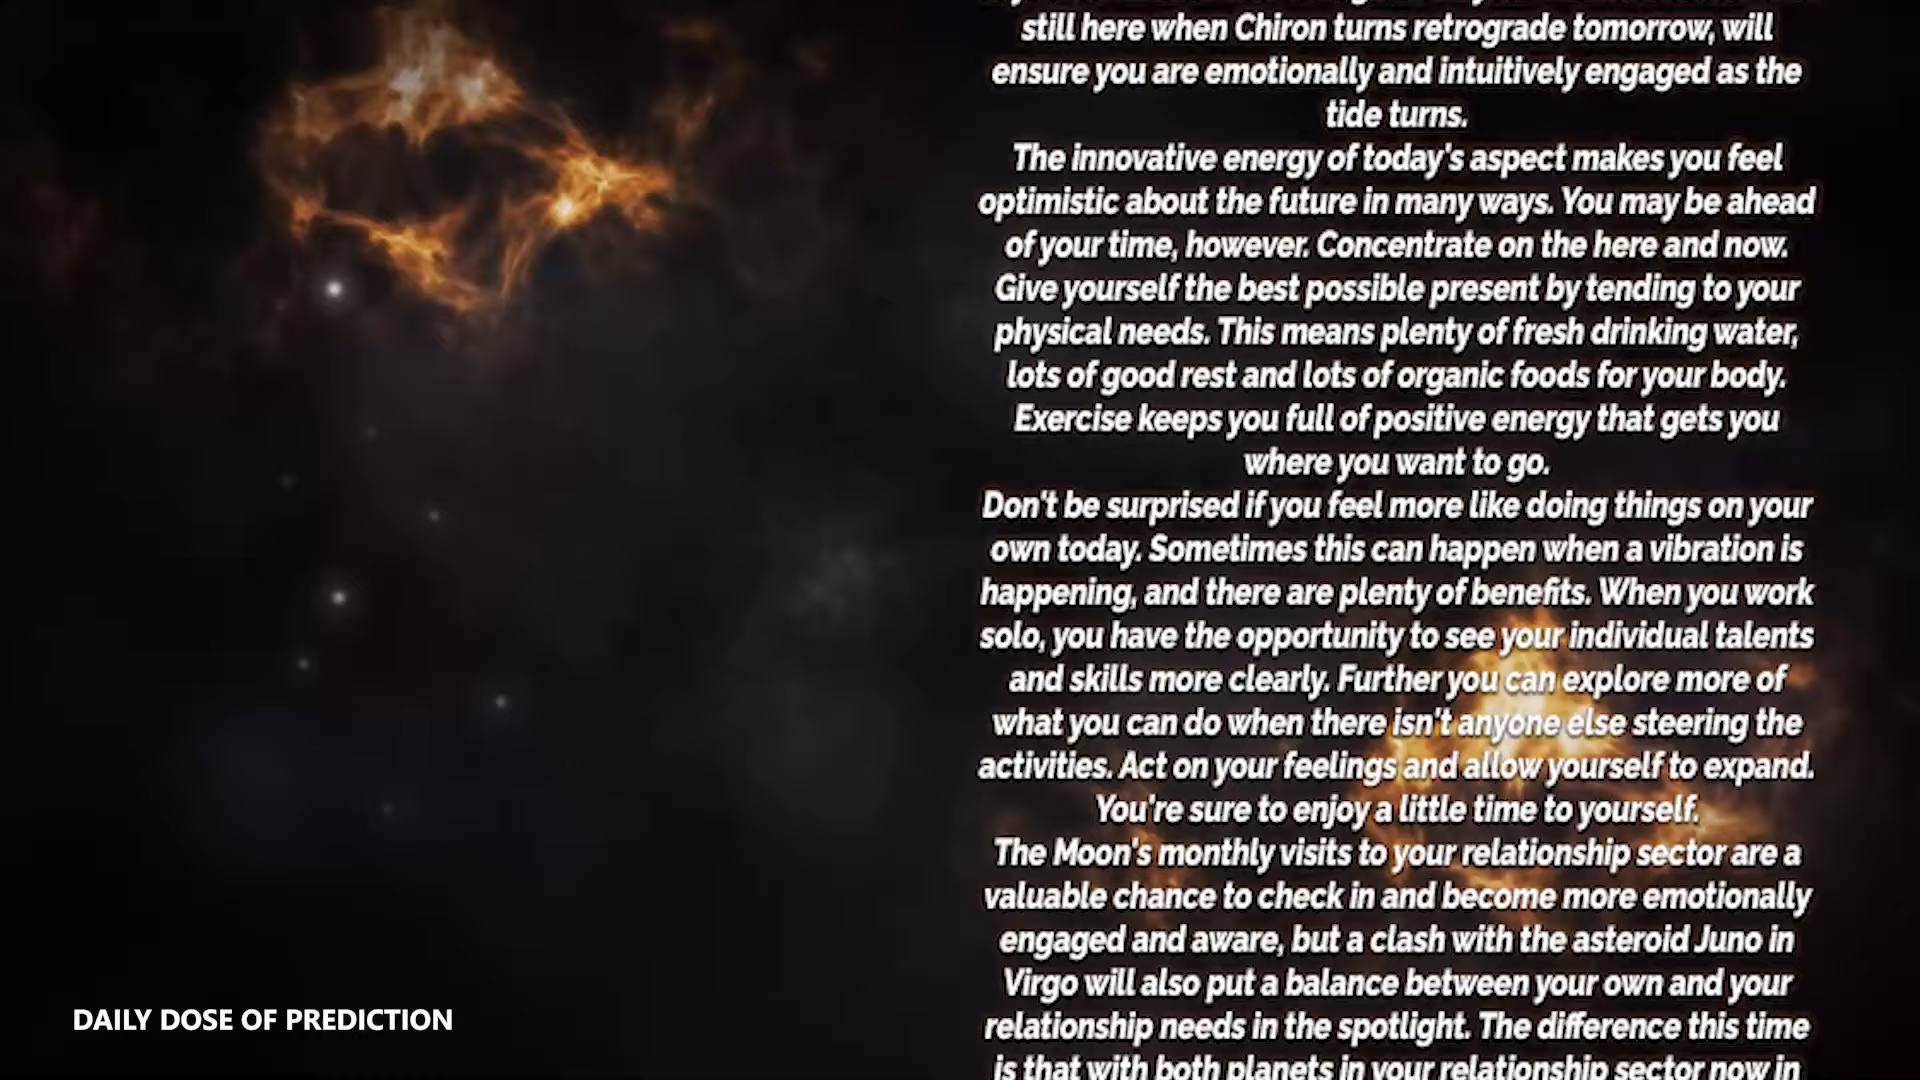 still here when Chiron turns retrograde tomorrow, will
ensure you are emotionally and intuitively engaged as the
tide turns.
The innovative energy of today's aspect makes you feel
optimistic about the future in many ways. You may be ahead
of your time, however. Concentrate on the here and now.
Give yourself the best possible present by tending to your
physical needs. This means plenty of fresh drinking water,
lots of good rest and lots of organic foods for your body.
Exercise keeps you full of positive energy that gets you
where you want to go.
Don't be surprised if you feel more like doing things on your
own today. Sometimes this can happen when a vibration is
happening, and there are plenty of benefits. When you work
solo, you have the opportunity to see your individual talents
and skills more clearly. Further you can explore more of
what you can do when there isn't anyone else steering the
activities. Act on your feelings and allow yourself to expand.
You're sure to enjoy a little time to yourself.
The Moon's monthly visits to your relationship sector are a
valuable chance to check in and become more emotionally
engaged and aware, but a clash with the asteroid Juno in
Virgo will also put a balance between your own and your
relationship needs in the spotlight. The difference this time
is that with both planets in your relationship sector now in
DAILY DOSE OF PREDICTION